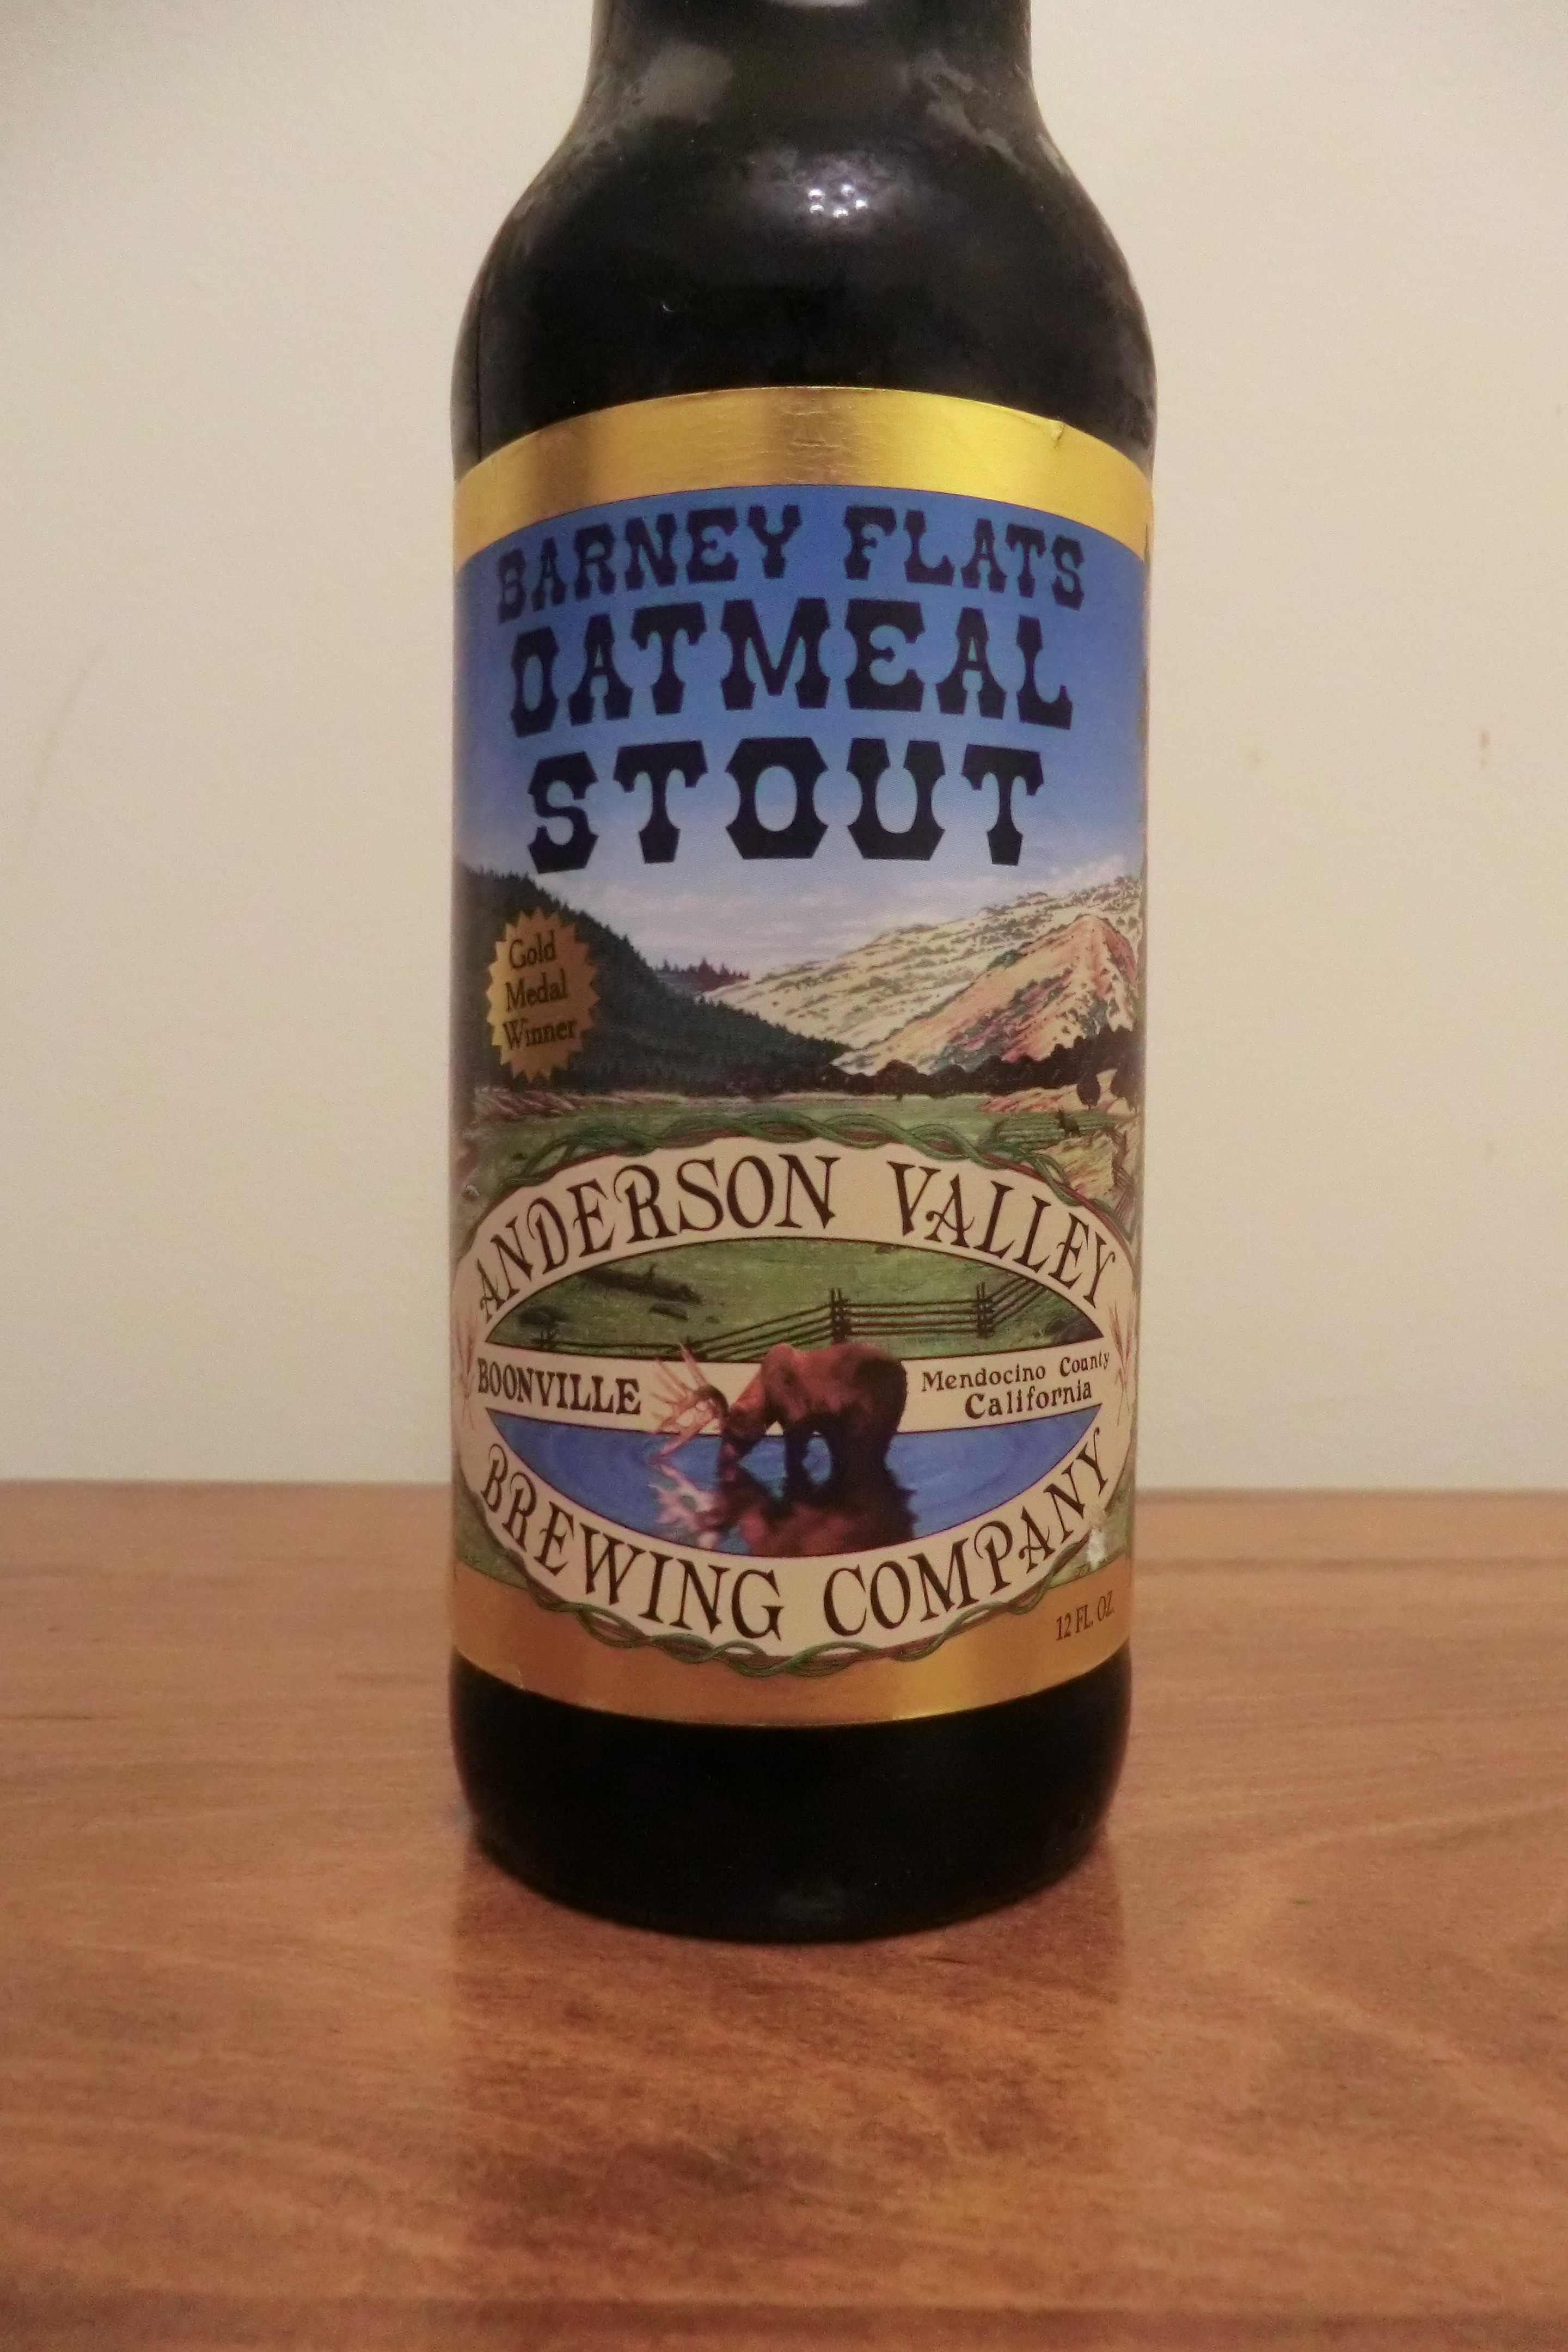 BARNEY FLATS
OATMEAL
STOUT
Gold
Medal
Winner
ANDERSON VALLEY
BOONVILLE
Mendocino County
California
BREWING COMPANY
12 FL. OZ.